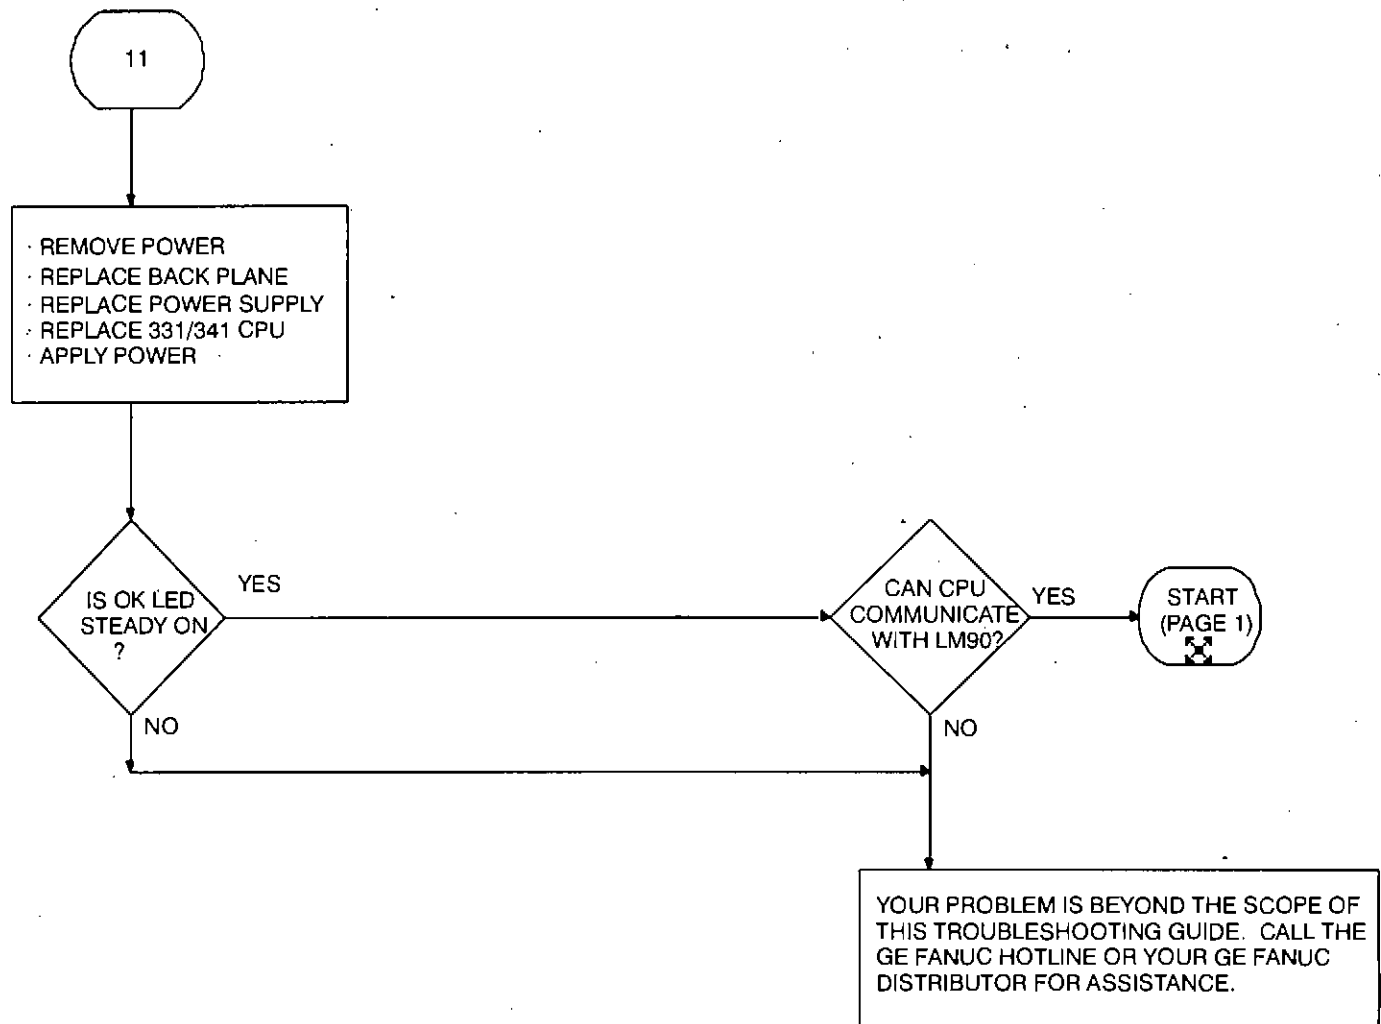 11
· REMOVE POWER
· REPLACE BACK PLANE
· REPLACE POWER SUPPLY
· REPLACE 331/341 CPU
· APPLY POWER
IS OK LED
STEADY ON
?
YES
NO
CAN CPU
COMMUNICATE
WITH LM90?
YES
NO
START
(PAGE 1)
YOUR PROBLEM IS BEYOND THE SCOPE OF
THIS TROUBLESHOOTING GUIDE. CALL THE
GE FANUC HOTLINE OR YOUR GE FANUC
DISTRIBUTOR FOR ASSISTANCE.